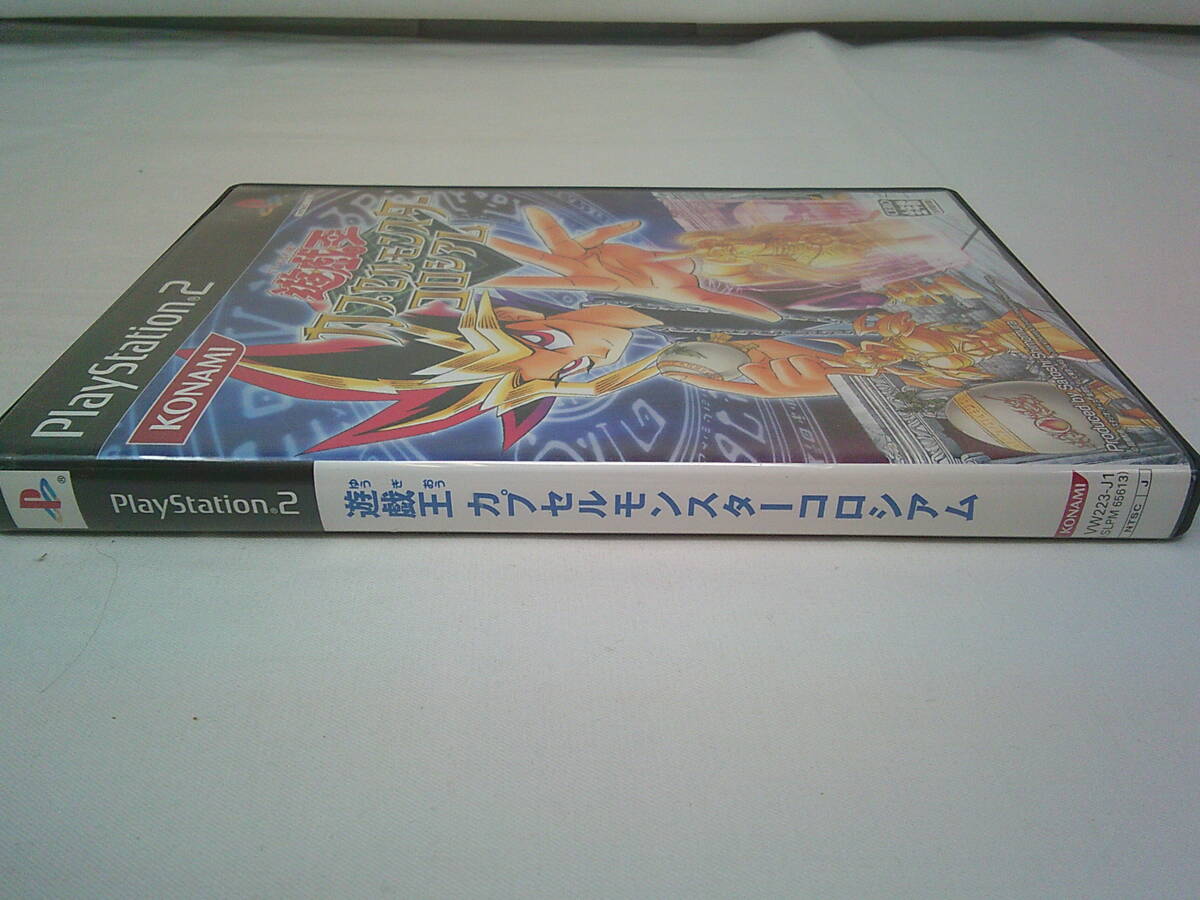 PlayStation®2
KONAMI
遊戯王
カプセルモンスター
コロシアム
Produced by
PlayStation®2
ゆう ぎ おう
遊戯王 カプセルモンスターコロシアム
KONAMI
VW223-J1
(SLPM 65613)
NTSC J